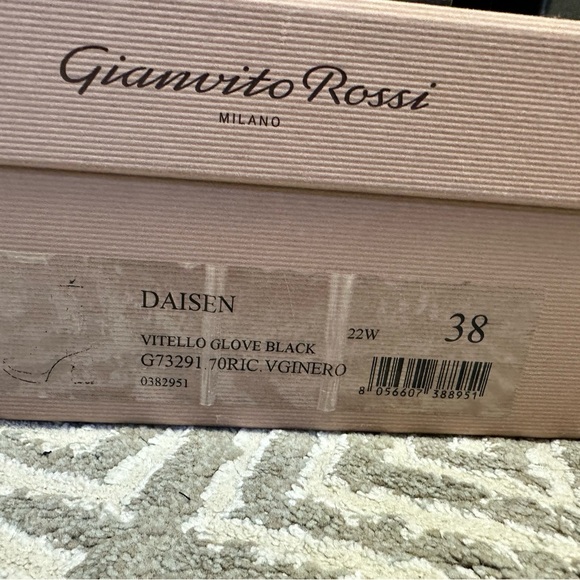 Gianvito Rossi
MILANO
DAISEN
22W 38
VITELLO GLOVE BLACK
G73291.70RIC.VGINERO
0382951
8 056607 388951